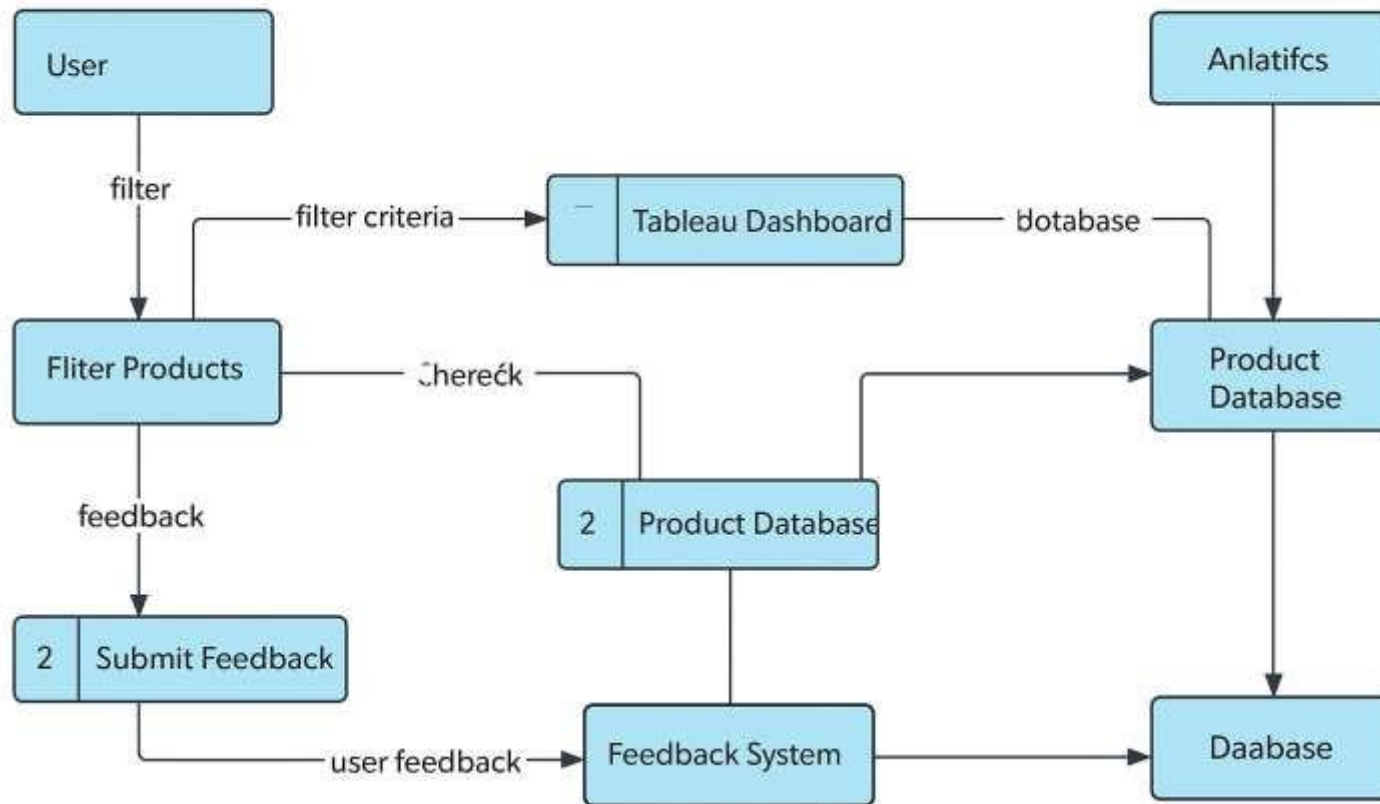 User
Anlatifcs
filter
filter criteria
Tableau Dashboard
botabase
Fliter Products
Product
Database
feedback
2
Product Database
2
Submit Feedback
user feedback
Feedback System
Daabase